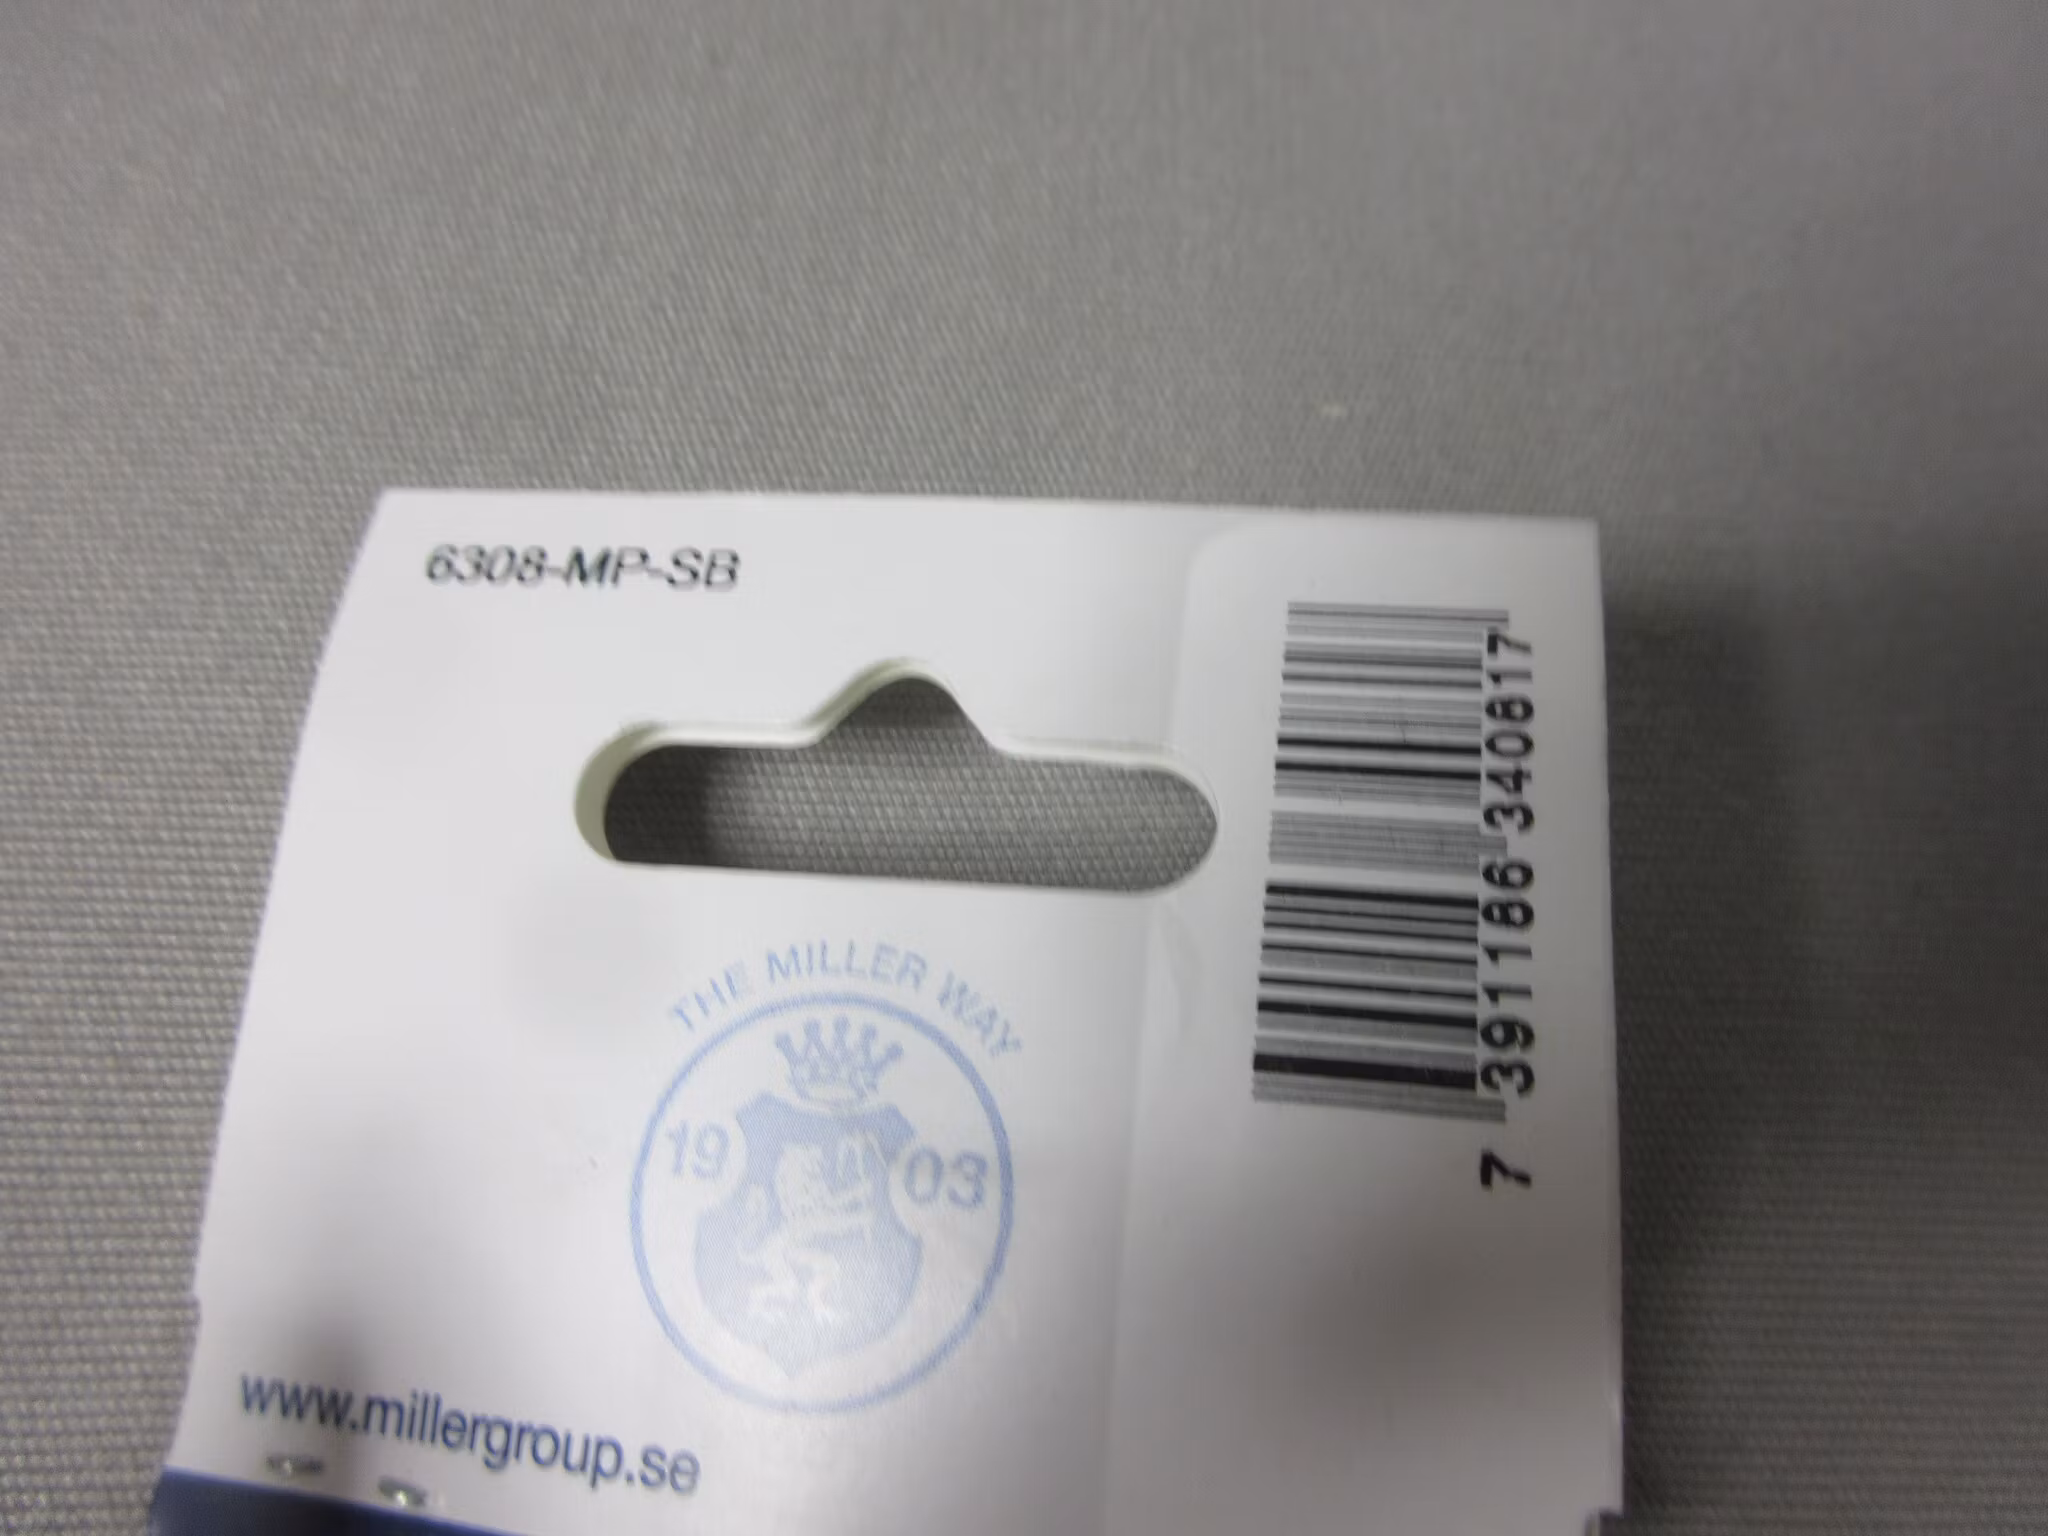 6308-MP-SB
7 391186 340817
THE MILLER WAY
19 03
www.millergroup.se